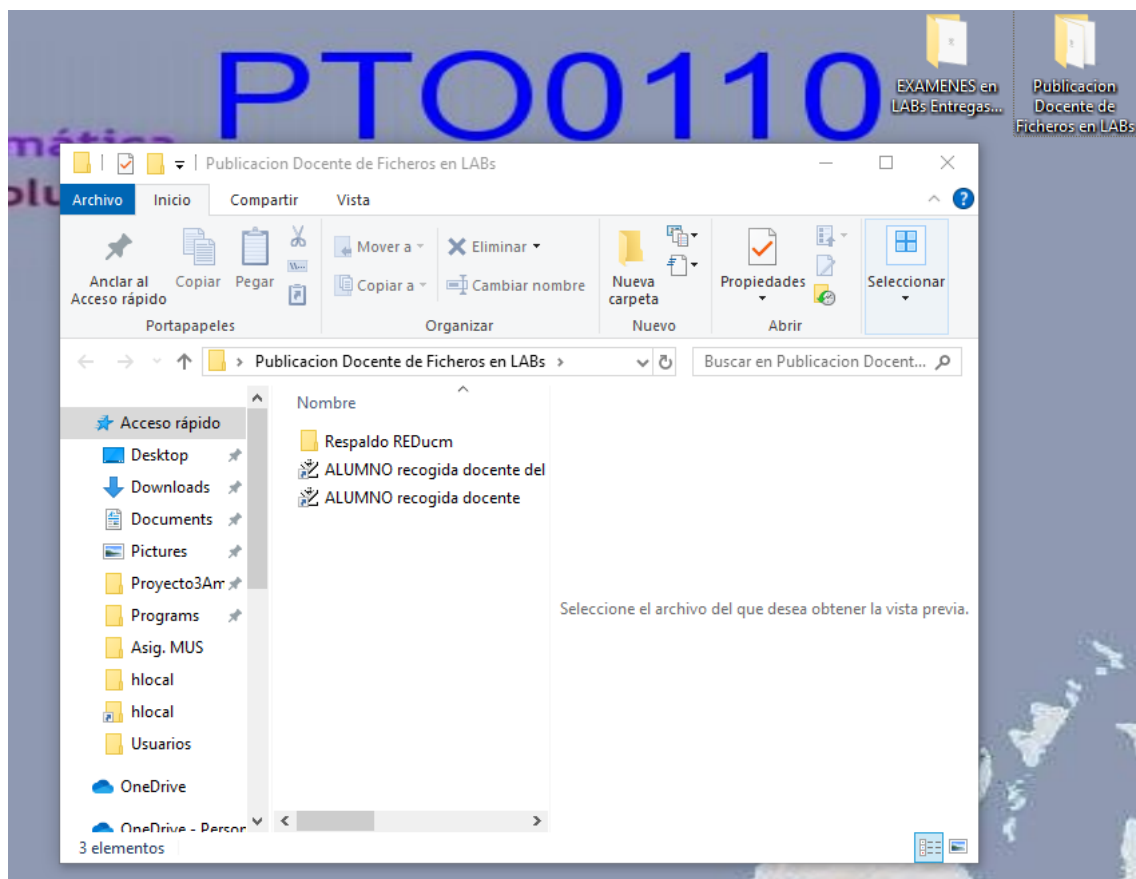 PTO0110
EXAMENES en
LABs Entregas...
Publicacion
Docente de
Ficheros en LABs
Publicacion Docente de Ficheros en LABs
Archivo Inicio Compartir Vista
Anclar al
Acceso rápido
Copiar
Pegar
Portapapeles
Mover a
Copiar a
Eliminar
Cambiar nombre
Organizar
Nueva
carpeta
Nuevo
Propiedades
Abrir
Seleccionar
Publicacion Docente de Ficheros en LABs
Buscar en Publicacion Docent...
Acceso rápido
Desktop
Downloads
Documents
Pictures
Proyecto3Am
Programs
Asig. MUS
hlocal
hlocal
Usuarios
OneDrive
OneDrive - Person
Nombre
Respaldo REDucm
ALUMNO recogida docente del
ALUMNO recogida docente
Seleccione el archivo del que desea obtener la vista previa.
3 elementos